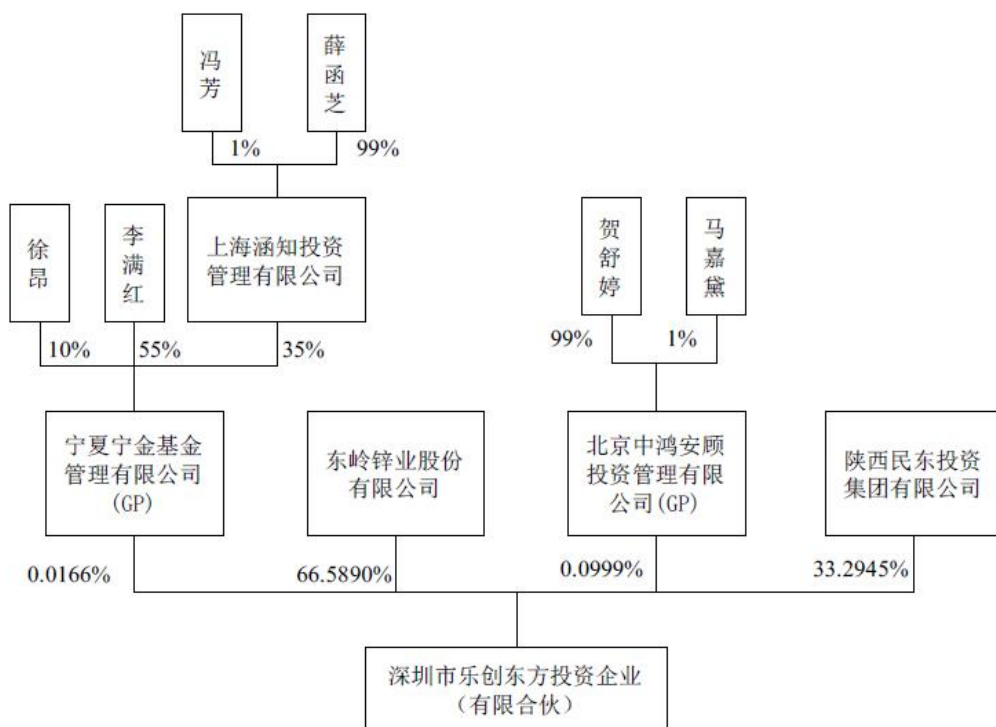 冯芳
薛函芝
1%
99%
徐昂
李满红
上海涵知投资
管理有限公司
贺舒婷
马嘉黛
10%
55%
35%
99%
1%
宁夏宁金基金
管理有限公司
(GP)
东岭锌业股份
有限公司
北京中鸿安顾
投资管理有限
公司(GP)
陕西民东投资
集团有限公司
0.0166%
66.5890%
0.0999%
33.2945%
深圳市乐创东方投资企业
（有限合伙）